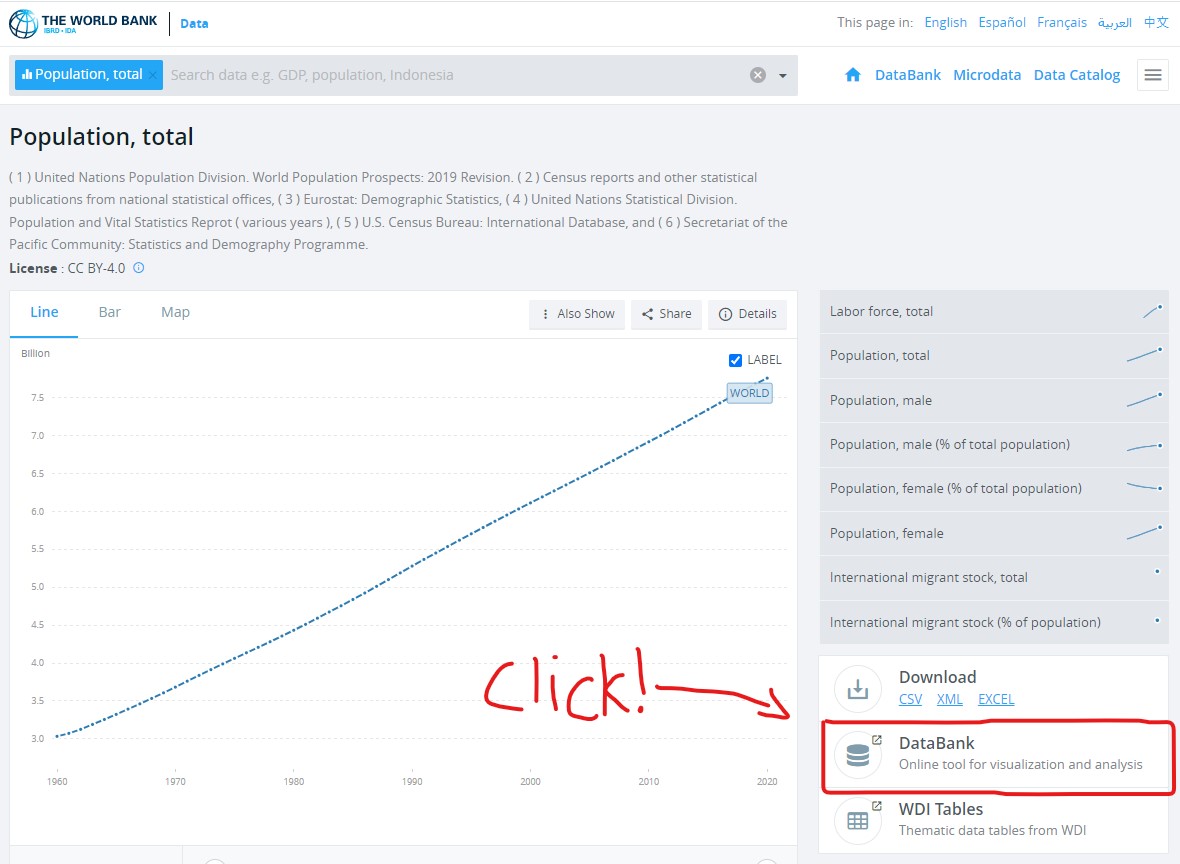 THE WORLD BANK
IBRD • IDA
Data
This page in: English Español Français العربية 中文
Population, total ×
Search data e.g. GDP, population, Indonesia
DataBank Microdata Data Catalog
Population, total
( 1 ) United Nations Population Division. World Population Prospects: 2019 Revision. ( 2 ) Census reports and other statistical
publications from national statistical offices, ( 3 ) Eurostat: Demographic Statistics, ( 4 ) United Nations Statistical Division.
Population and Vital Statistics Reprot ( various years ), ( 5 ) U.S. Census Bureau: International Database, and ( 6 ) Secretariat of the
Pacific Community: Statistics and Demography Programme.
License : CC BY-4.0
Line Bar Map
Also Show Share Details
Billion
LABEL
WORLD
7.5
7.0
6.5
6.0
5.5
5.0
4.5
4.0
3.5
3.0
1960 1970 1980 1990 2000 2010 2020
Click!
Labor force, total
Population, total
Population, male
Population, male (% of total population)
Population, female (% of total population)
Population, female
International migrant stock, total
International migrant stock (% of population)
Download
CSV XML EXCEL
DataBank
Online tool for visualization and analysis
WDI Tables
Thematic data tables from WDI